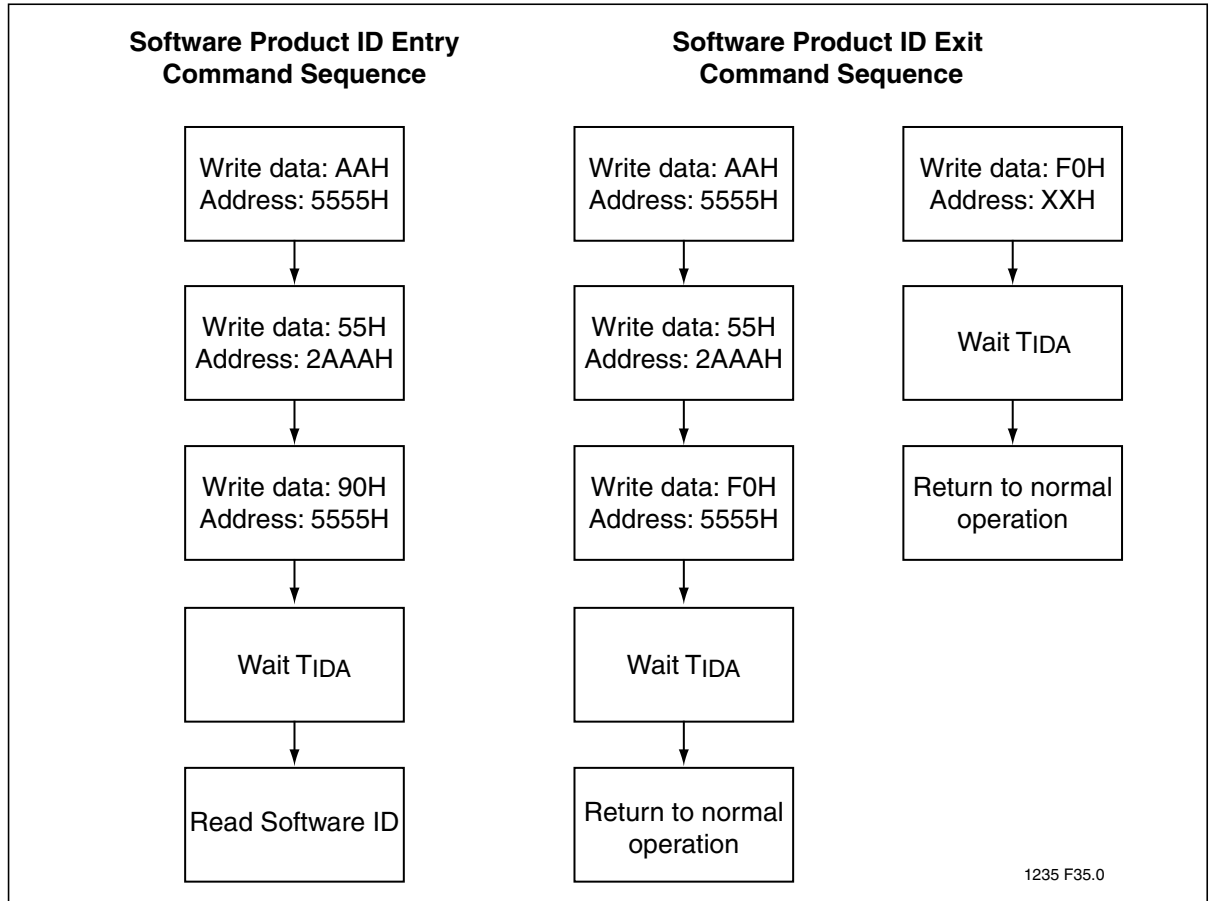 Software Product ID Entry
Command Sequence
Write data: AAH
Address: 5555H
Write data: 55H
Address: 2AAAH
Write data: 90H
Address: 5555H
Wait TIDA
Read Software ID
Software Product ID Exit
Command Sequence
Write data: AAH
Address: 5555H
Write data: 55H
Address: 2AAAH
Write data: F0H
Address: 5555H
Wait TIDA
Return to normal
operation
Write data: F0H
Address: XXH
Wait TIDA
Return to normal
operation
1235 F35.0